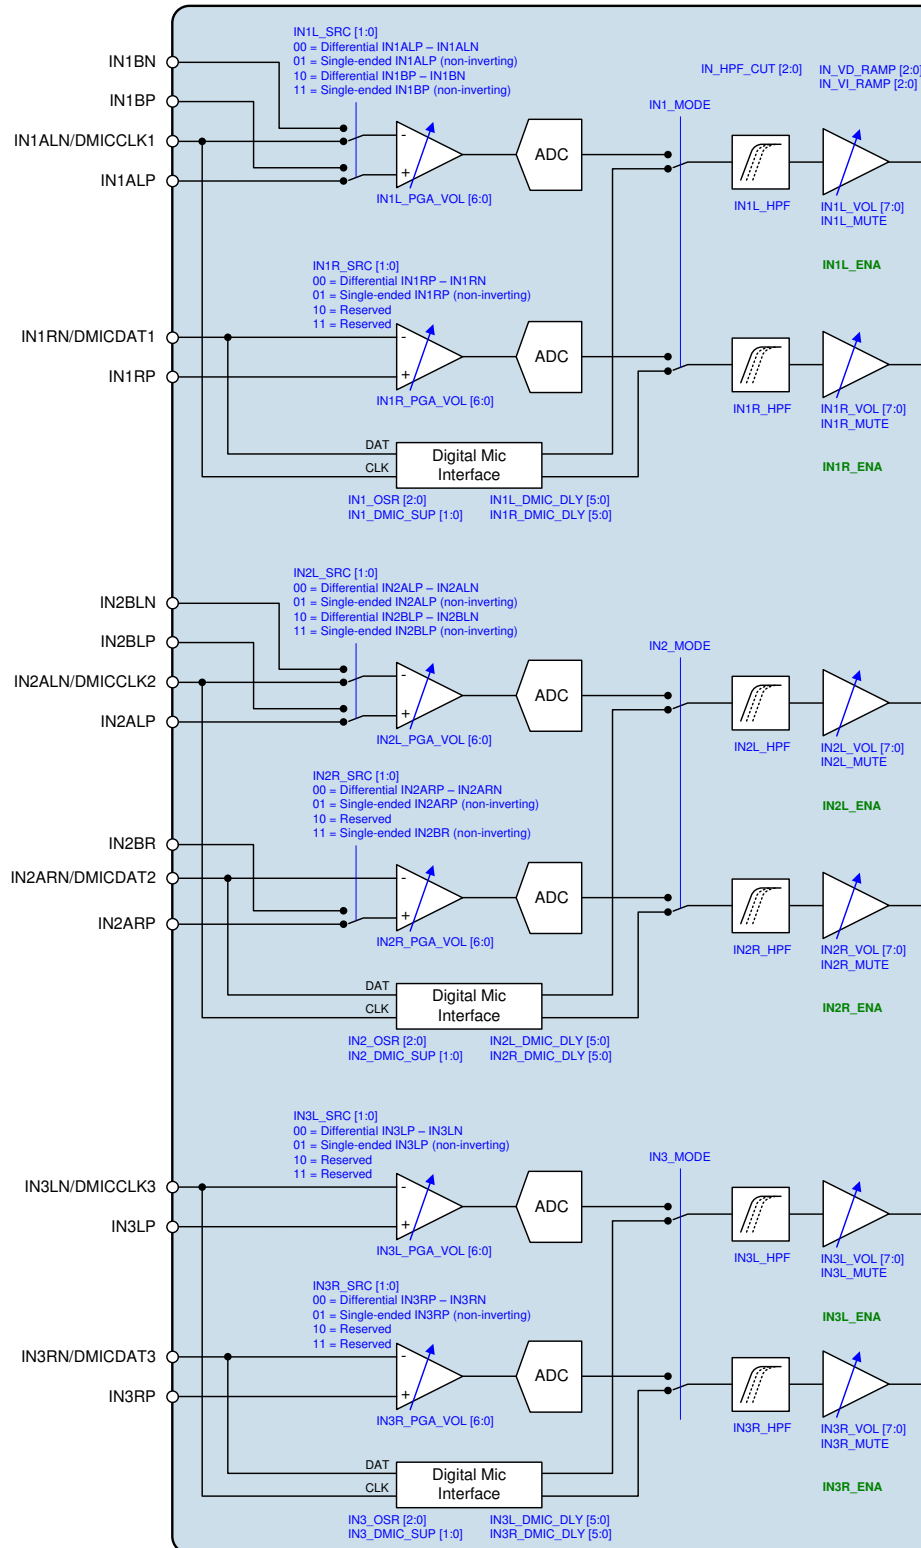 IN1L_SRC [1:0]
00 = Differential IN1ALP – IN1ALN
01 = Single-ended IN1ALP (non-inverting)
10 = Differential IN1BP – IN1BN
11 = Single-ended IN1BP (non-inverting)
IN_HPF_CUT [2:0]
IN_VD_RAMP [2:0]
IN_VI_RAMP [2:0]
IN1BN
IN1BP
IN1ALN/DMICCLK1
IN1ALP
IN1_MODE
-
+
ADC
IN1L_PGA_VOL [6:0]
IN1L_HPF
IN1L_VOL [7:0]
IN1L_MUTE
IN1L_ENA
IN1R_SRC [1:0]
00 = Differential IN1RP – IN1RN
01 = Single-ended IN1RP (non-inverting)
10 = Reserved
11 = Reserved
IN1RN/DMICDAT1
IN1RP
-
+
ADC
IN1R_PGA_VOL [6:0]
IN1R_HPF
IN1R_VOL [7:0]
IN1R_MUTE
IN1R_ENA
DAT
CLK
Digital Mic
Interface
IN1_OSR [2:0]
IN1_DMIC_SUP [1:0]
IN1L_DMIC_DLY [5:0]
IN1R_DMIC_DLY [5:0]
IN2L_SRC [1:0]
00 = Differential IN2ALP – IN2ALN
01 = Single-ended IN2ALP (non-inverting)
10 = Differential IN2BLP – IN2BLN
11 = Single-ended IN2BLP (non-inverting)
IN2BLN
IN2BLP
IN2ALN/DMICCLK2
IN2ALP
IN2_MODE
-
+
ADC
IN2L_PGA_VOL [6:0]
IN2L_HPF
IN2L_VOL [7:0]
IN2L_MUTE
IN2L_ENA
IN2R_SRC [1:0]
00 = Differential IN2ARP – IN2ARN
01 = Single-ended IN2ARP (non-inverting)
10 = Reserved
11 = Single-ended IN2BR (non-inverting)
IN2BR
IN2ARN/DMICDAT2
IN2ARP
-
+
ADC
IN2R_PGA_VOL [6:0]
IN2R_HPF
IN2R_VOL [7:0]
IN2R_MUTE
IN2R_ENA
DAT
CLK
Digital Mic
Interface
IN2_OSR [2:0]
IN2_DMIC_SUP [1:0]
IN2L_DMIC_DLY [5:0]
IN2R_DMIC_DLY [5:0]
IN3L_SRC [1:0]
00 = Differential IN3LP – IN3LN
01 = Single-ended IN3LP (non-inverting)
10 = Reserved
11 = Reserved
IN3LN/DMICCLK3
IN3LP
IN3_MODE
-
+
ADC
IN3L_PGA_VOL [6:0]
IN3L_HPF
IN3L_VOL [7:0]
IN3L_MUTE
IN3L_ENA
IN3R_SRC [1:0]
00 = Differential IN3RP – IN3RN
01 = Single-ended IN3RP (non-inverting)
10 = Reserved
11 = Reserved
IN3RN/DMICDAT3
IN3RP
-
+
ADC
IN3R_PGA_VOL [6:0]
IN3R_HPF
IN3R_VOL [7:0]
IN3R_MUTE
IN3R_ENA
DAT
CLK
Digital Mic
Interface
IN3_OSR [2:0]
IN3_DMIC_SUP [1:0]
IN3L_DMIC_DLY [5:0]
IN3R_DMIC_DLY [5:0]